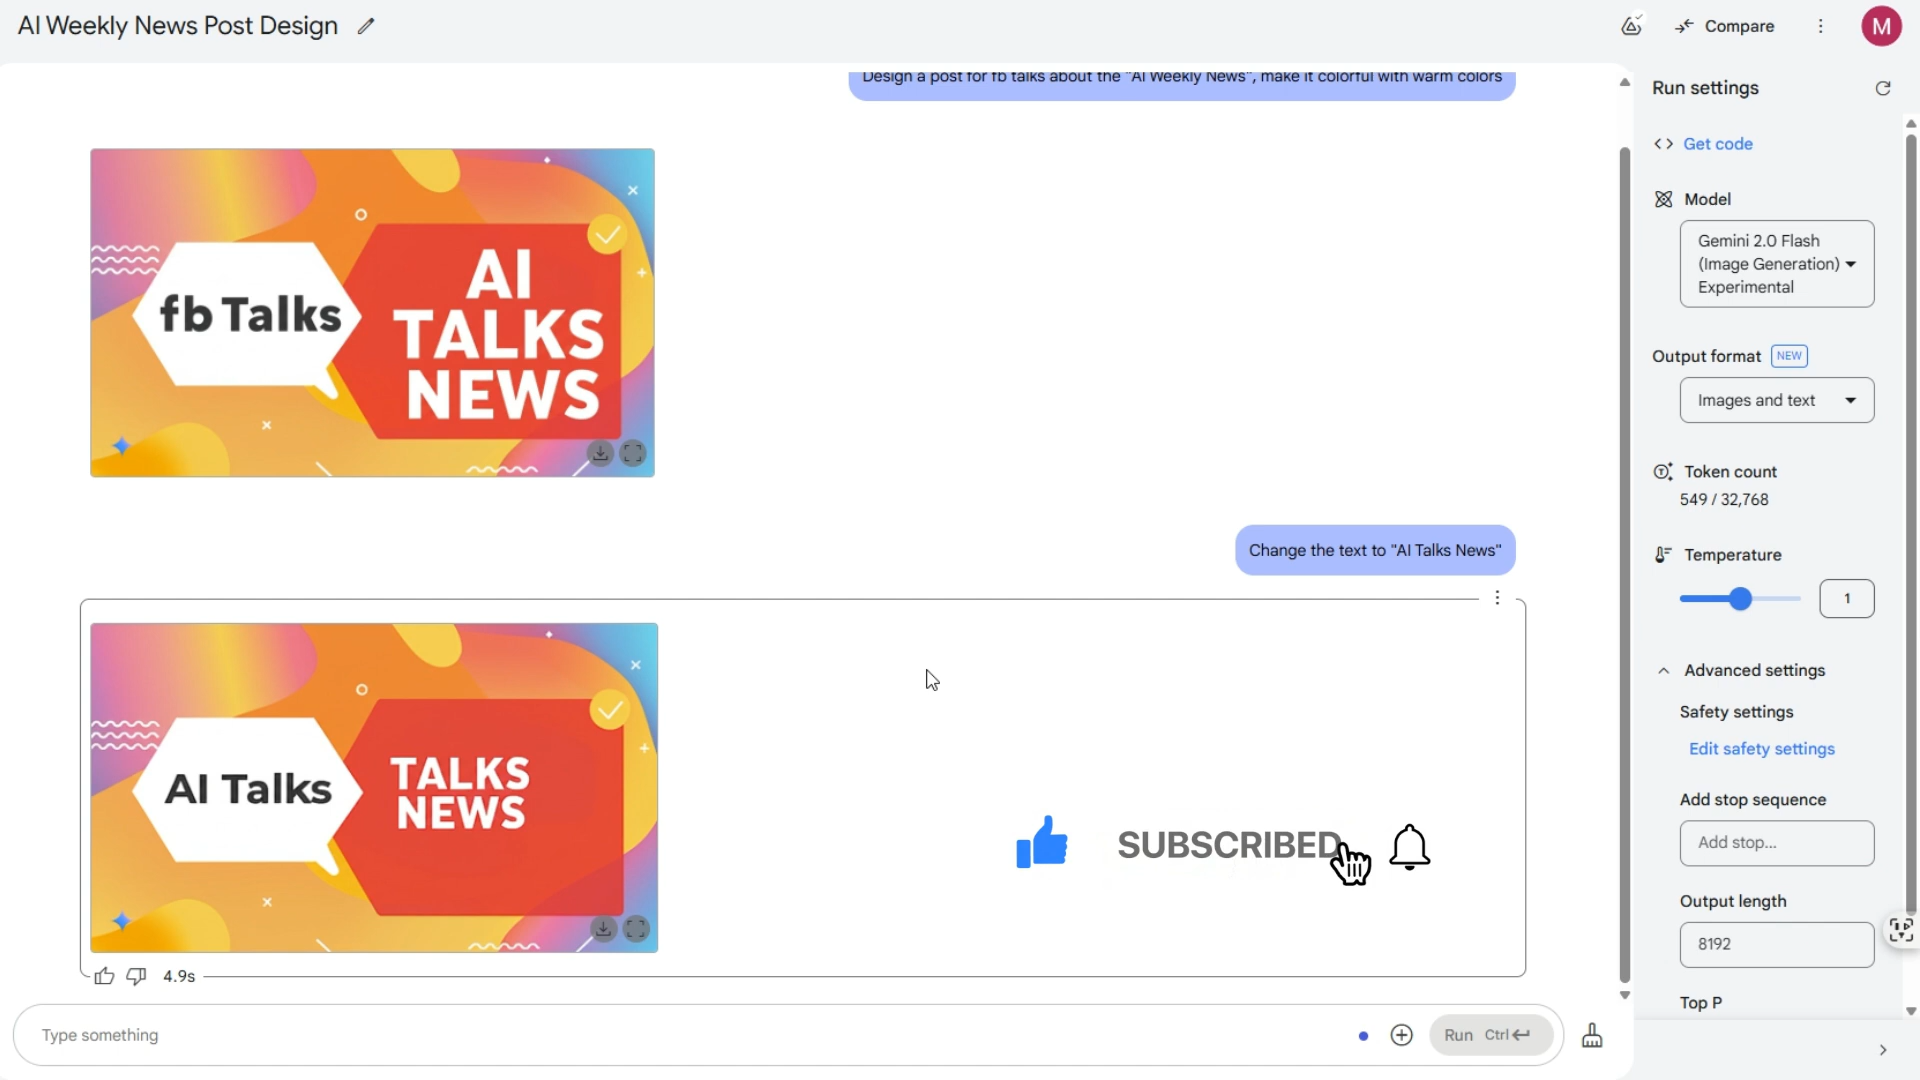 AI Weekly News Post Design
Compare
M
Design a post for fb talks about the "AI Weekly News", make it colorful with warm colors
fb Talks
AI
TALKS
NEWS
Change the text to "AI Talks News"
AI Talks
TALKS
NEWS
SUBSCRIBED
4.9s
Type something
Run Ctrl
Run settings
Get code
Model
Gemini 2.0 Flash
(Image Generation)
Experimental
Output format NEW
Images and text
Token count
549 / 32,768
Temperature
1
Advanced settings
Safety settings
Edit safety settings
Add stop sequence
Add stop...
Output length
8192
Top P